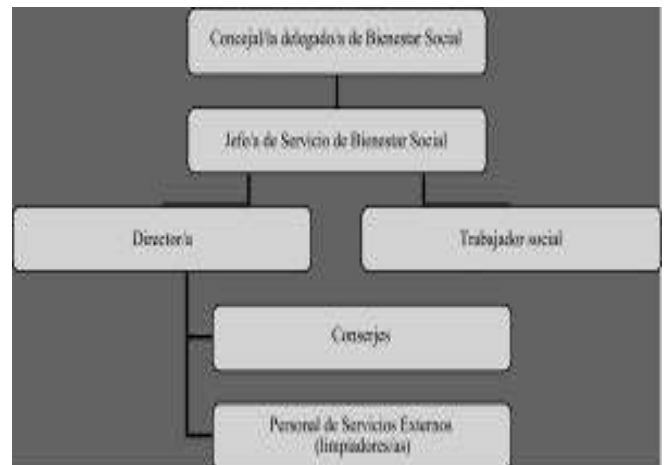 Concejal/la delegado/a de Bienestar Social
Jefe/a de Servicio de Bienestar Social
Director/a
Trabajador social
Conserjes
Personal de Servicios Externos
(limpiadores/as)